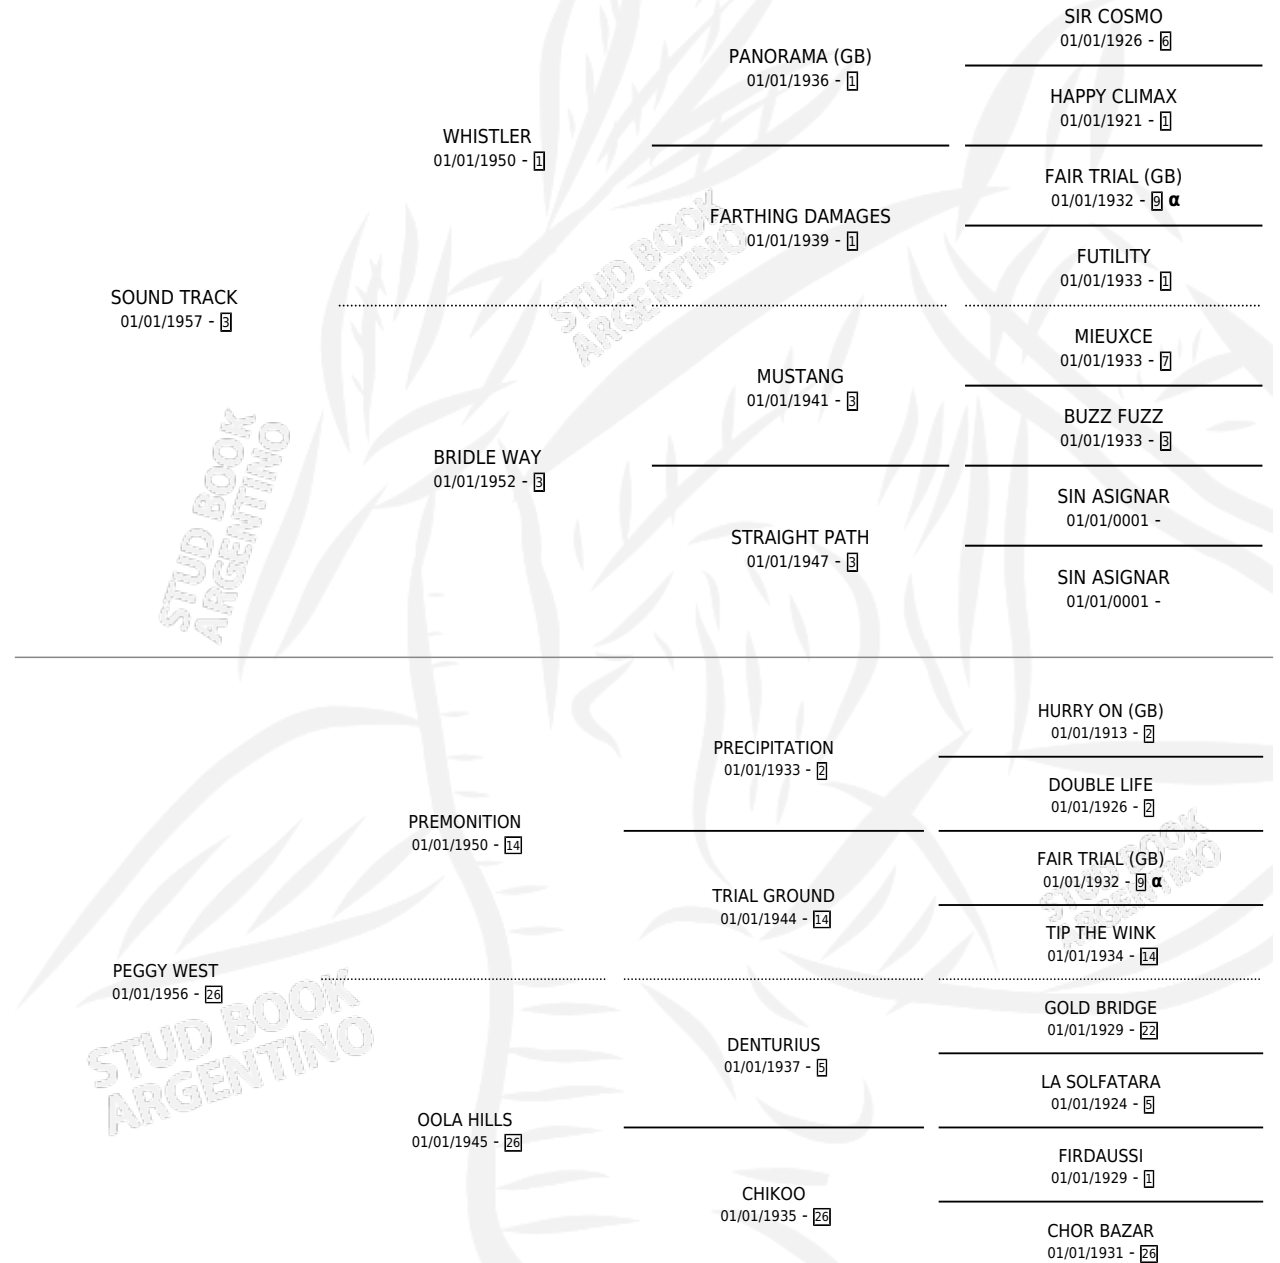 SIR COSMO
01/01/1926 - 6
PANORAMA (GB)
01/01/1936 - 1
HAPPY CLIMAX
01/01/1921 - 1
WHISTLER
01/01/1950 - 1
FAIR TRIAL (GB)
01/01/1932 - 9 α
FARTHING DAMAGES
01/01/1939 - 1
FUTILITY
01/01/1933 - 1
SOUND TRACK
01/01/1957 - 3
MIEUXCE
01/01/1933 - 7
MUSTANG
01/01/1941 - 3
BUZZ FUZZ
01/01/1933 - 3
BRIDLE WAY
01/01/1952 - 3
SIN ASIGNAR
01/01/0001 -
STRAIGHT PATH
01/01/1947 - 3
SIN ASIGNAR
01/01/0001 -
HURRY ON (GB)
01/01/1913 - 2
PRECIPITATION
01/01/1933 - 2
DOUBLE LIFE
01/01/1926 - 2
PREMONITION
01/01/1950 - 14
FAIR TRIAL (GB)
01/01/1932 - 9 α
TRIAL GROUND
01/01/1944 - 14
TIP THE WINK
01/01/1934 - 14
PEGGY WEST
01/01/1956 - 26
GOLD BRIDGE
01/01/1929 - 22
DENTURIUS
01/01/1937 - 5
LA SOLFATARA
01/01/1924 - 5
OOLA HILLS
01/01/1945 - 26
FIRDAUSSI
01/01/1929 - 1
CHIKOO
01/01/1935 - 26
CHOR BAZAR
01/01/1931 - 26
STUD BOOK
ARGENTINO
STUD BOOK
ARGENTINO
STUD BOOK
ARGENTINO
STUD BOOK
ARGENTINO